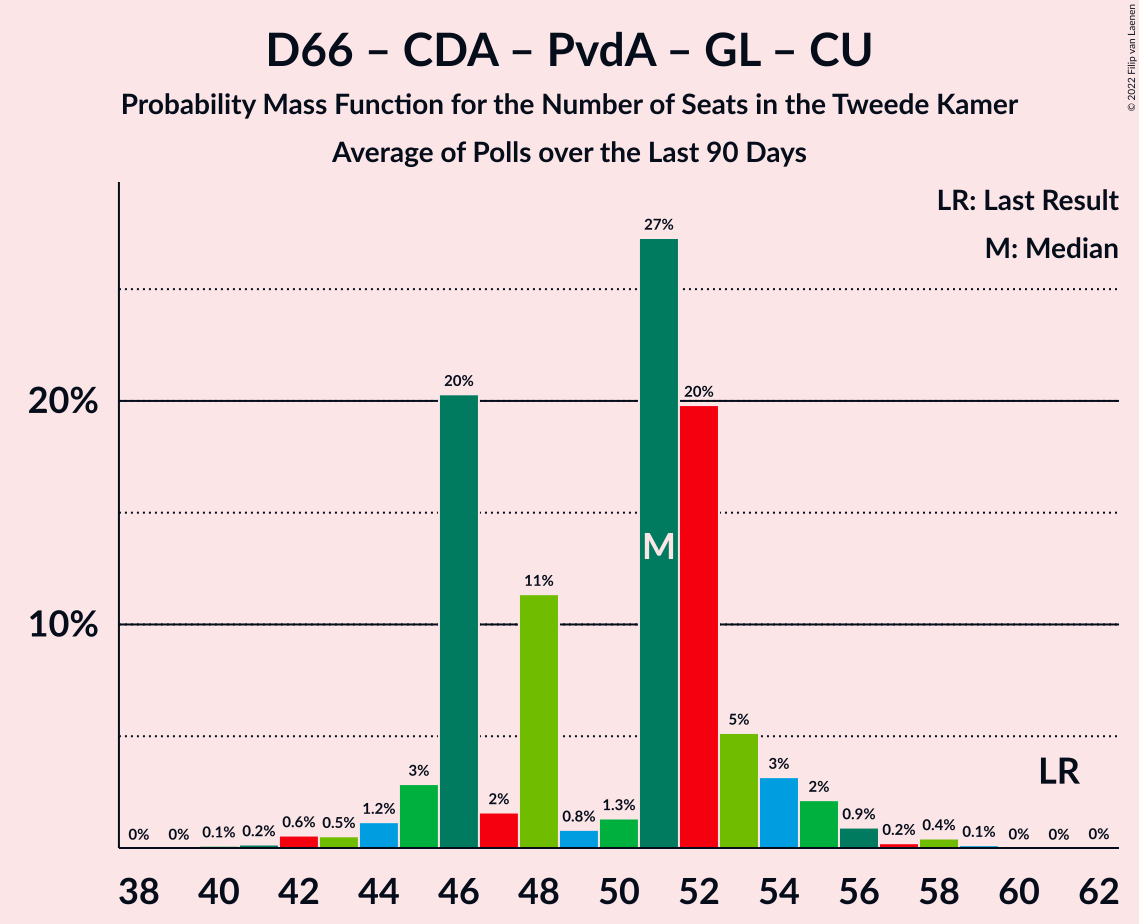 D66 – CDA – PvdA – GL – CU
Probability Mass Function for the Number of Seats in the Tweede Kamer
Average of Polls over the Last 90 Days
© 2022 Filip van Laenen
LR: Last Result
M: Median
27%
20%
20%
20%
M
11%
10%
5%
LR
3%
3%
2%
2%
1.2%
1.3%
0.8%
0.9%
0% 0% 0.1% 0.2% 0.6% 0.5%
0.2% 0.4% 0.1% 0% 0% 0%
38 40 42 44 46 48 50 52 54 56 58 60 62